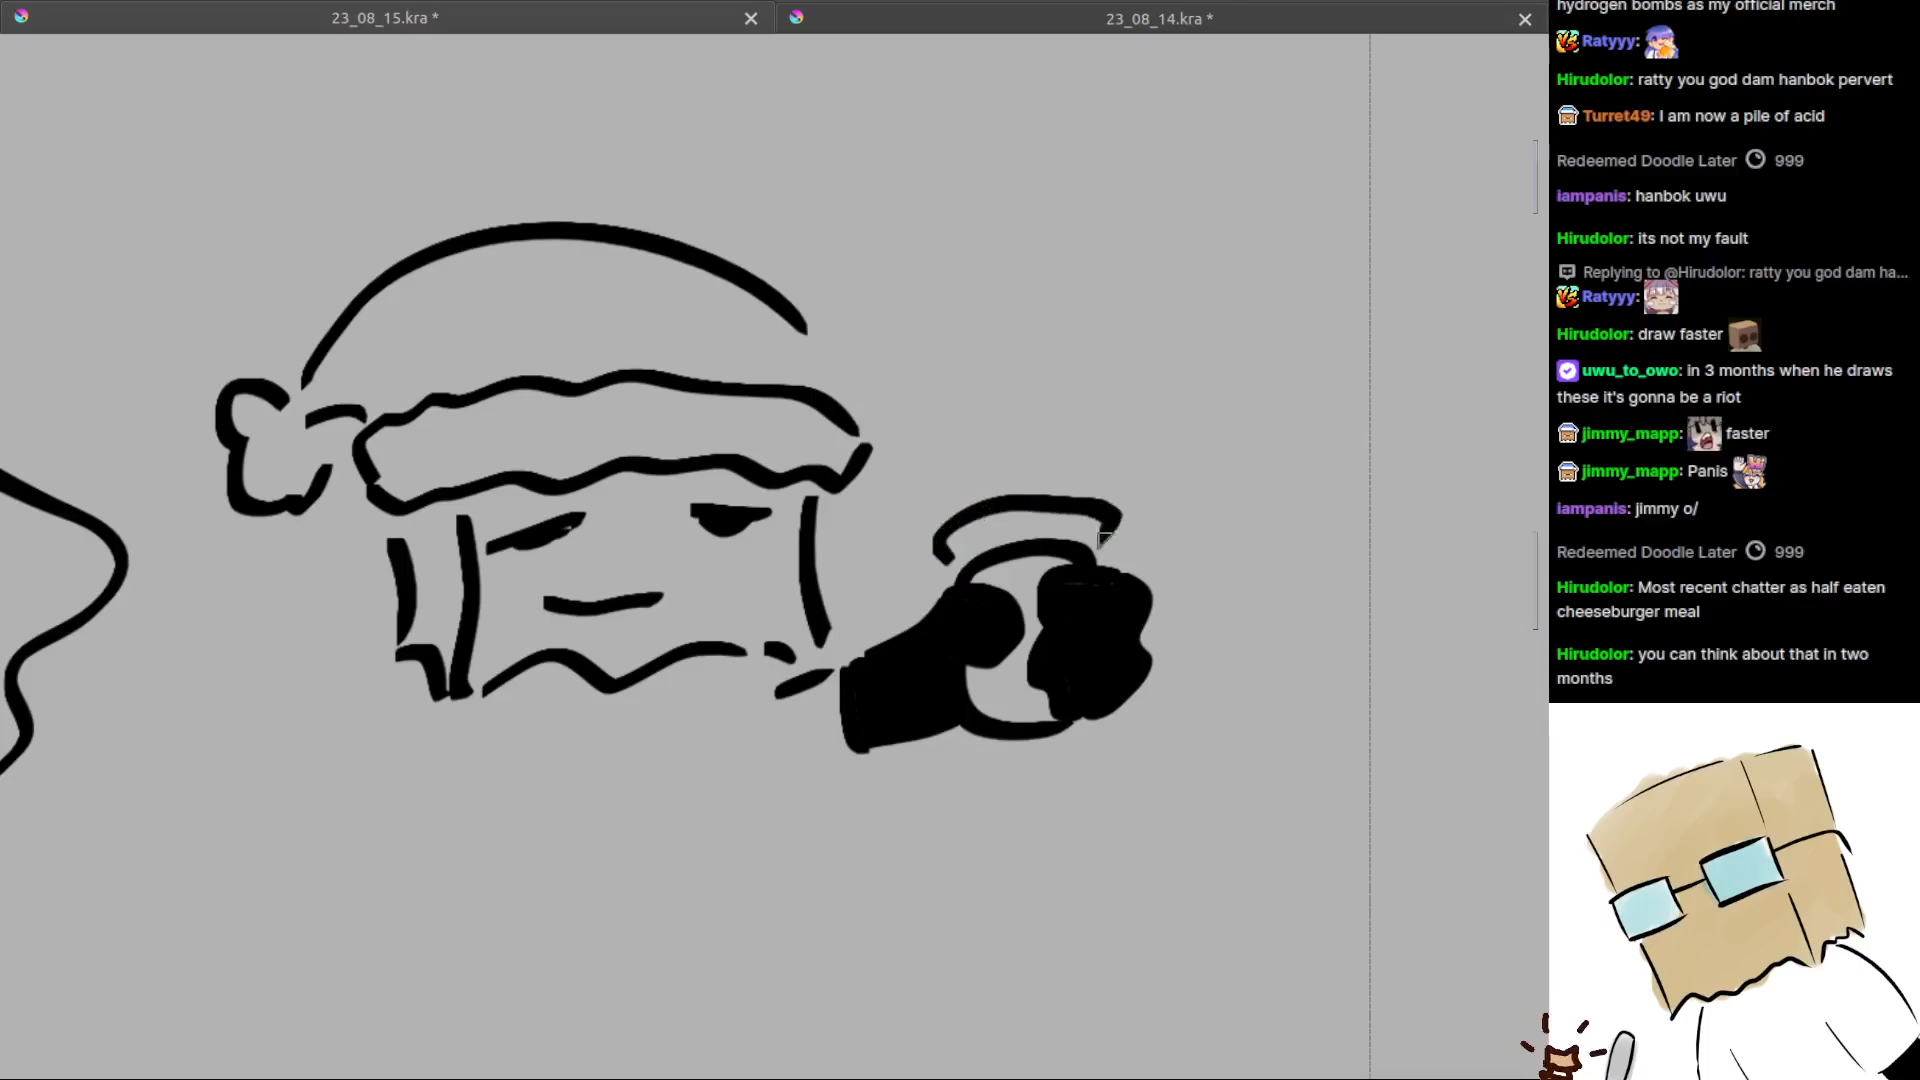 23_08_15.kra *
23_08_14.kra *
hydrogen bombs as my official merch
Ratyyy:
Hirudolor: ratty you god dam hanbok pervert
Turret49: I am now a pile of acid
Redeemed Doodle Later 999
iampanis: hanbok uwu
Hirudolor: its not my fault
Replying to @Hirudolor: ratty you god dam ha...
Ratyyy:
Hirudolor: draw faster
uwu_to_owo: in 3 months when he draws
these it's gonna be a riot
jimmy_mapp: faster
jimmy_mapp: Panis
iampanis: jimmy o/
Redeemed Doodle Later 999
Hirudolor: Most recent chatter as half eaten
cheeseburger meal
Hirudolor: you can think about that in two
months